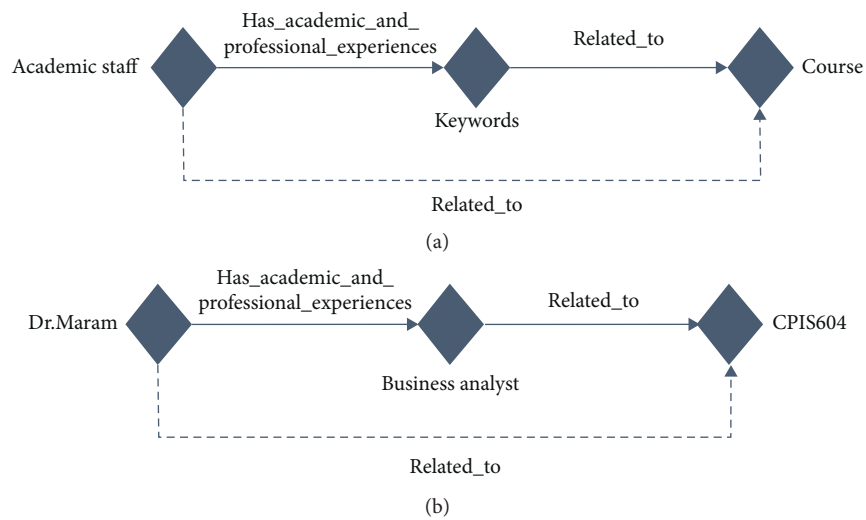 Has_academic_and_
professional_experiences
Related_to
Academic staff
Course
Keywords
Related_to
(a)
Has_academic_and_
professional_experiences
Related_to
Dr.Maram
CPIS604
Business analyst
Related_to
(b)